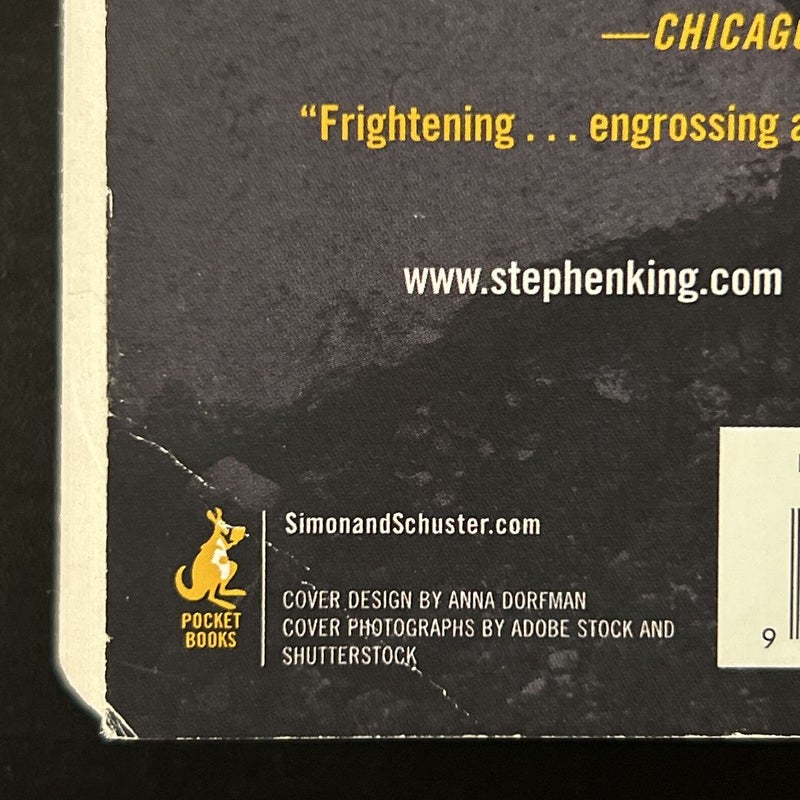 —CHICAGO
“Frightening . . . engrossing a
www.stephenking.com
SimonandSchuster.com
POCKET
BOOKS
COVER DESIGN BY ANNA DORFMAN
COVER PHOTOGRAPHS BY ADOBE STOCK AND
SHUTTERSTOCK
9